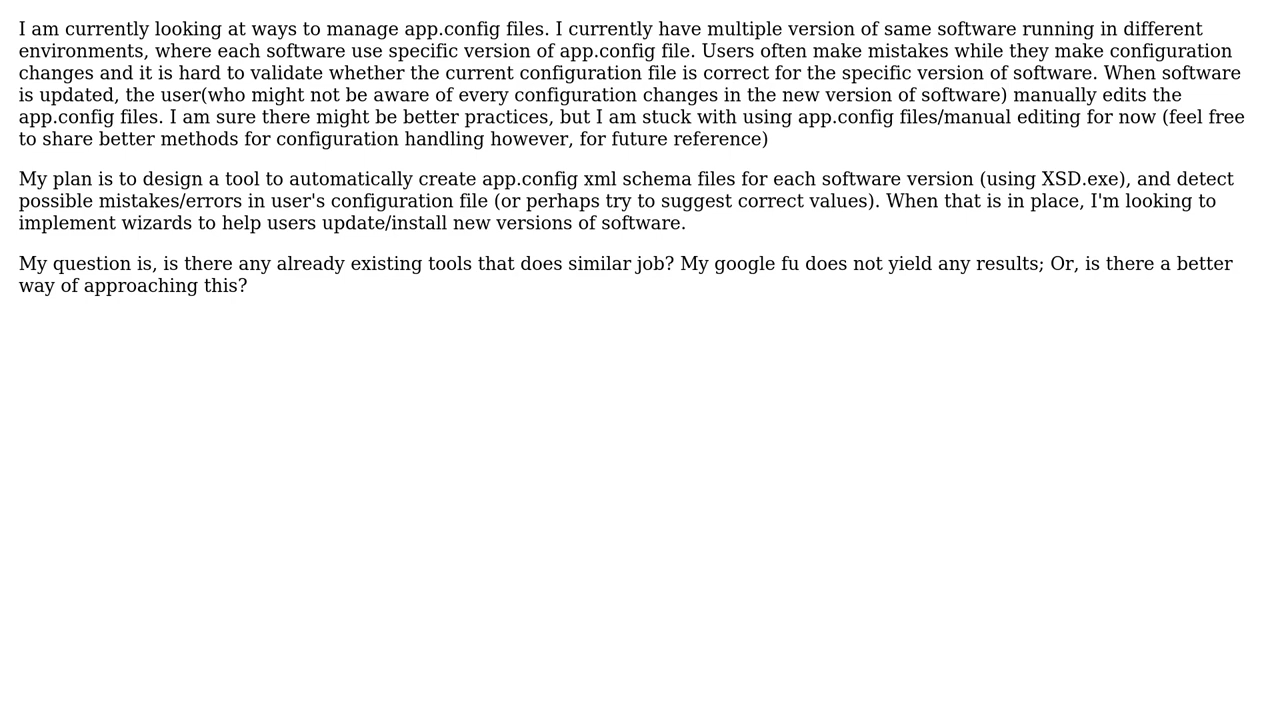 I am currently looking at ways to manage app.config files. I currently have multiple version of same software running in different
environments, where each software use specific version of app.config file. Users often make mistakes while they make configuration
changes and it is hard to validate whether the current configuration file is correct for the specific version of software. When software
is updated, the user(who might not be aware of every configuration changes in the new version of software) manually edits the
app.config files. I am sure there might be better practices, but I am stuck with using app.config files/manual editing for now (feel free
to share better methods for configuration handling however, for future reference)
My plan is to design a tool to automatically create app.config xml schema files for each software version (using XSD.exe), and detect
possible mistakes/errors in user's configuration file (or perhaps try to suggest correct values). When that is in place, I'm looking to
implement wizards to help users update/install new versions of software.
My question is, is there any already existing tools that does similar job? My google fu does not yield any results; Or, is there a better
way of approaching this?